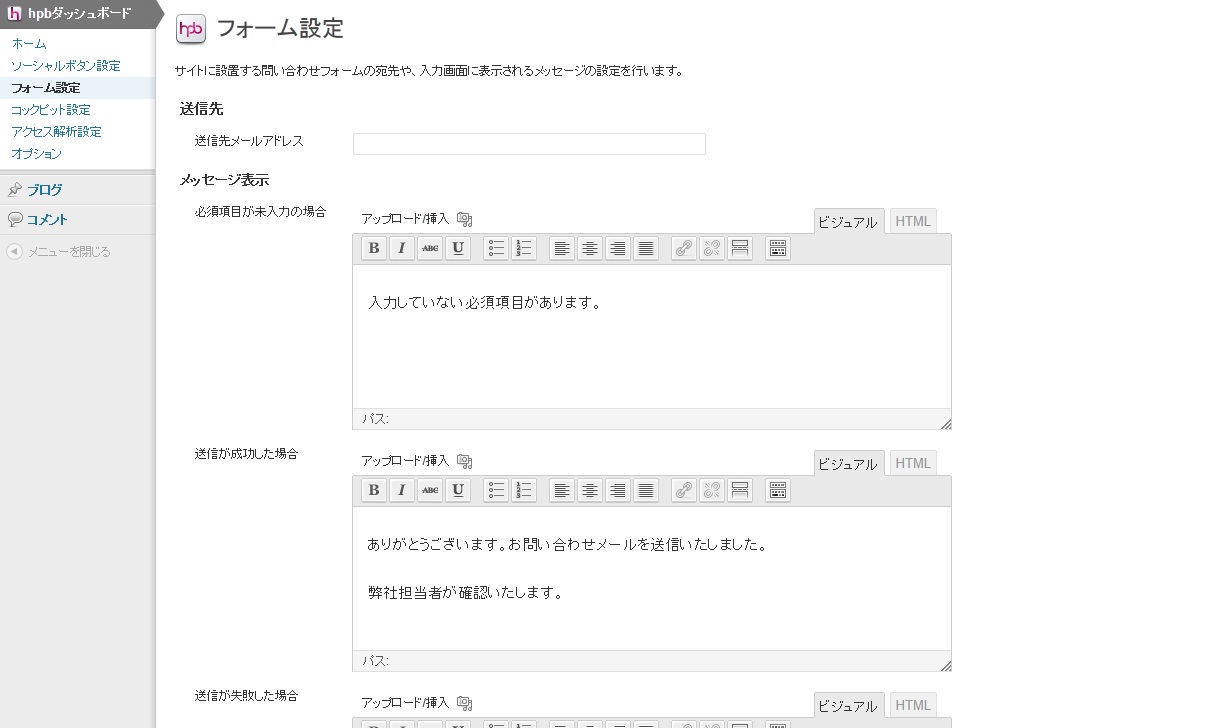 hpbダッシュボード
ホーム
ソーシャルボタン設定
フォーム設定
コックピット設定
アクセス解析設定
オプション
ブログ
コメント
メニューを閉じる
hpb フォーム設定
サイトに設置する問い合わせフォームの宛先や、入力画面に表示されるメッセージの設定を行います。
送信先
送信先メールアドレス
メッセージ表示
必須項目が未入力の場合
アップロード/挿入
ビジュアル HTML
B I ABC U
入力していない必須項目があります。
パス:
送信が成功した場合
アップロード/挿入
ビジュアル HTML
B I ABC U
ありがとうございます。お問い合わせメールを送信いたしました。
弊社担当者が確認いたします。
パス:
送信が失敗した場合
アップロード/挿入
ビジュアル HTML